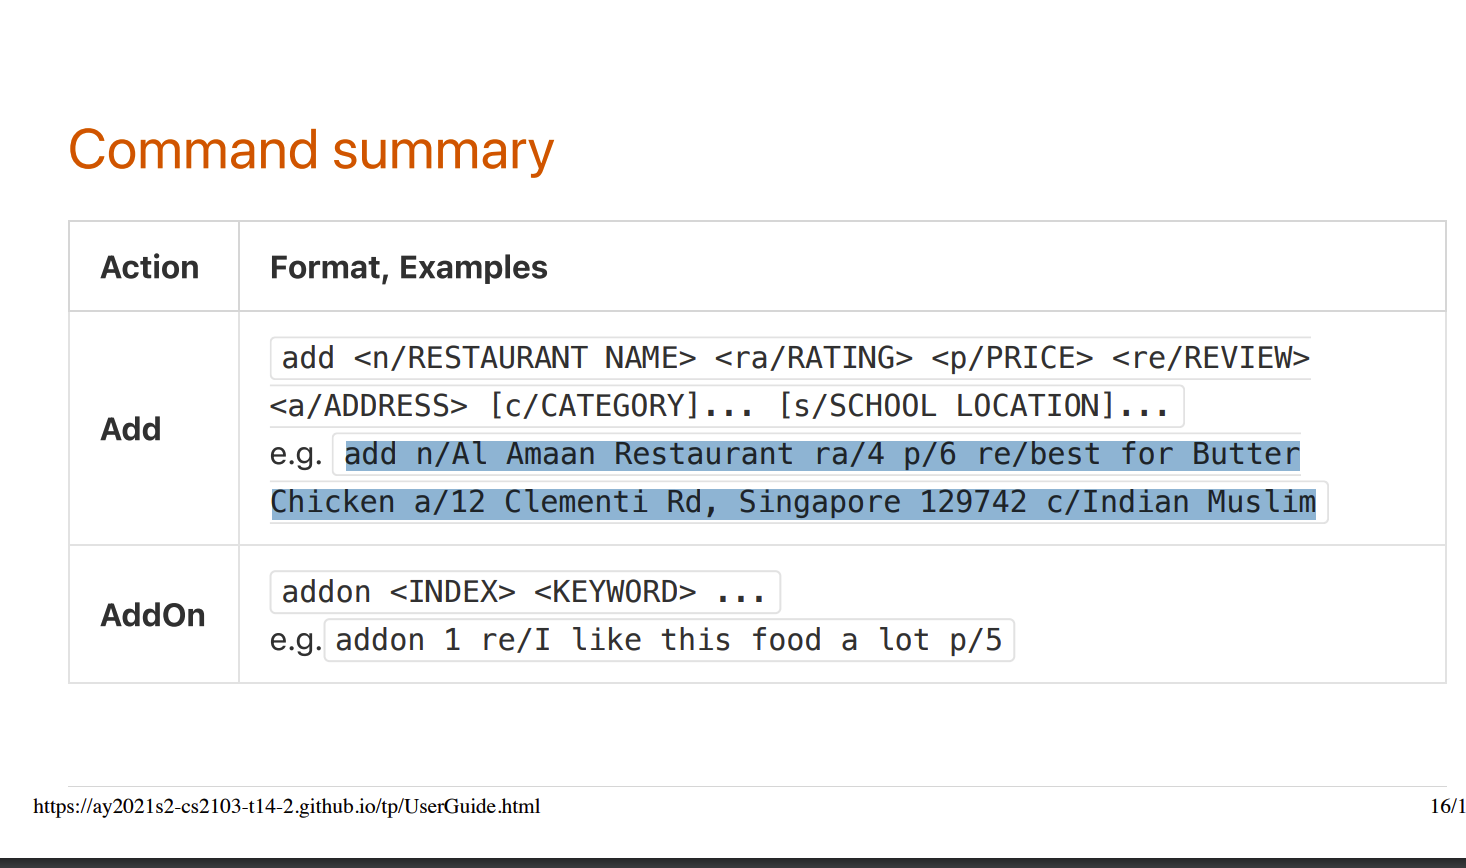 Command summary
Action
Format, Examples
Add
add <n/RESTAURANT NAME> <ra/RATING> <p/PRICE> <re/REVIEW>
<a/ADDRESS> [c/CATEGORY]... [s/SCHOOL LOCATION]...
e.g. add n/Al Amaan Restaurant ra/4 p/6 re/best for Butter
Chicken a/12 Clementi Rd, Singapore 129742 c/Indian Muslim
AddOn
addon <INDEX> <KEYWORD> ...
e.g. addon 1 re/I like this food a lot p/5
https://ay2021s2-cs2103-t14-2.github.io/tp/UserGuide.html
16/1